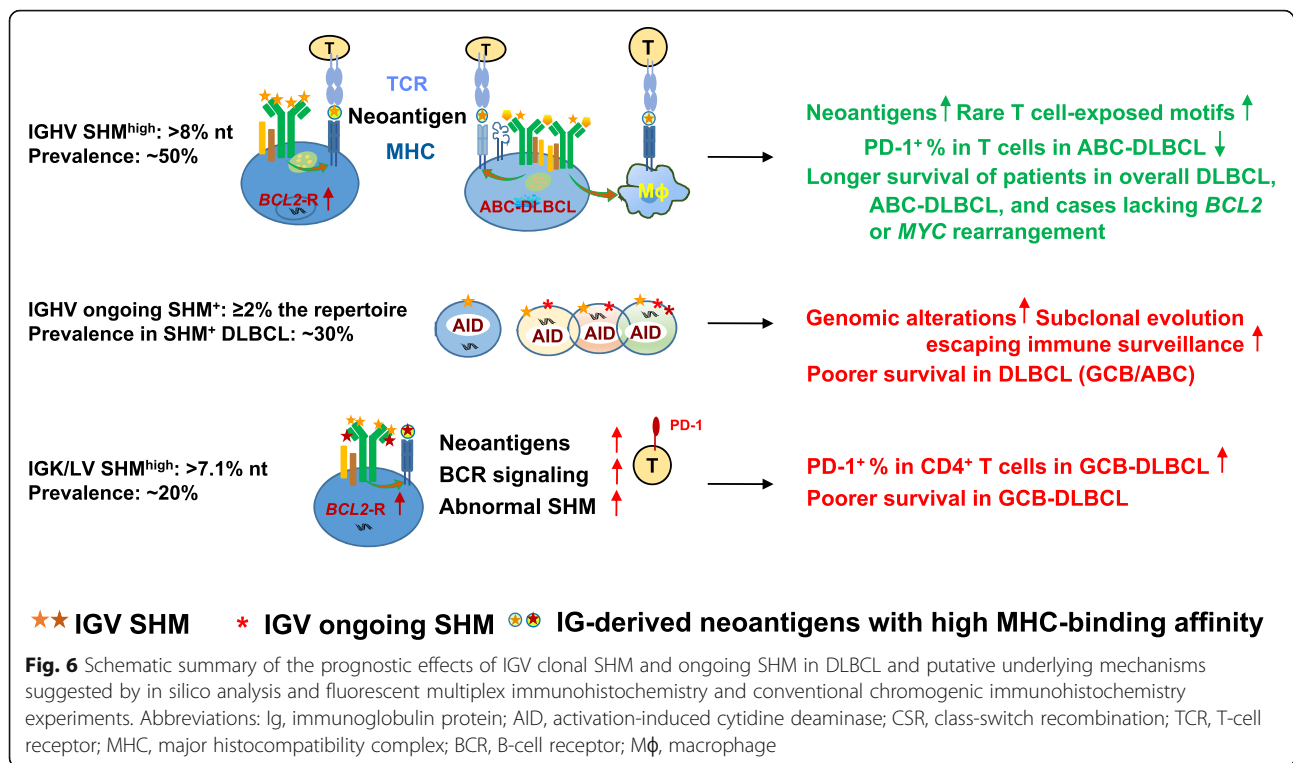 T
T
T
TCR
Neoantigen
MHC
IGHV SHMhigh: >8% nt
Prevalence: ~50%
BCL2-R
ABC-DLBCL
Mϕ
Neoantigens↑ Rare T cell-exposed motifs ↑
PD-1+ % in T cells in ABC-DLBCL ↓
Longer survival of patients in overall DLBCL,
ABC-DLBCL, and cases lacking BCL2
or MYC rearrangement
IGHV ongoing SHM+: ≥2% the repertoire
Prevalence in SHM+ DLBCL: ~30%
AID
AID
AID
AID
Genomic alterations↑ Subclonal evolution
escaping immune surveillance ↑
Poorer survival in DLBCL (GCB/ABC)
IGK/LV SHMhigh: >7.1% nt
Prevalence: ~20%
BCL2-R
Neoantigens
BCR signaling
Abnormal SHM
PD-1
T
PD-1+ % in CD4+ T cells in GCB-DLBCL ↑
Poorer survival in GCB-DLBCL
IGV SHM * IGV ongoing SHM IG-derived neoantigens with high MHC-binding affinity
Fig. 6 Schematic summary of the prognostic effects of IGV clonal SHM and ongoing SHM in DLBCL and putative underlying mechanisms
suggested by in silico analysis and fluorescent multiplex immunohistochemistry and conventional chromogenic immunohistochemistry
experiments. Abbreviations: Ig, immunoglobulin protein; AID, activation-induced cytidine deaminase; CSR, class-switch recombination; TCR, T-cell
receptor; MHC, major histocompatibility complex; BCR, B-cell receptor; Mϕ, macrophage